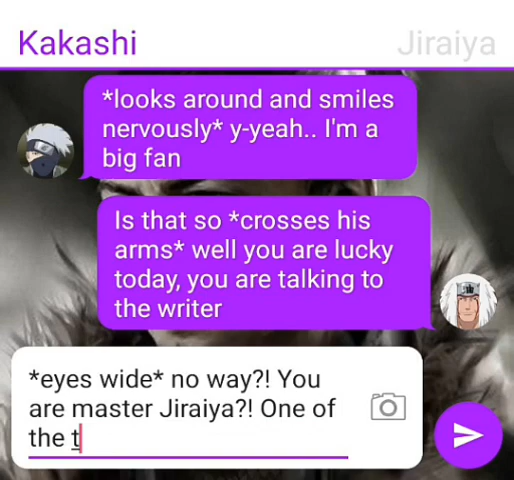 Kakashi Jiraiya
*looks around and smiles
nervously* y-yeah.. I'm a
big fan
Is that so *crosses his
arms* well you are lucky
today, you are talking to
the writer
*eyes wide* no way?! You
are master Jiraiya?! One of
the t